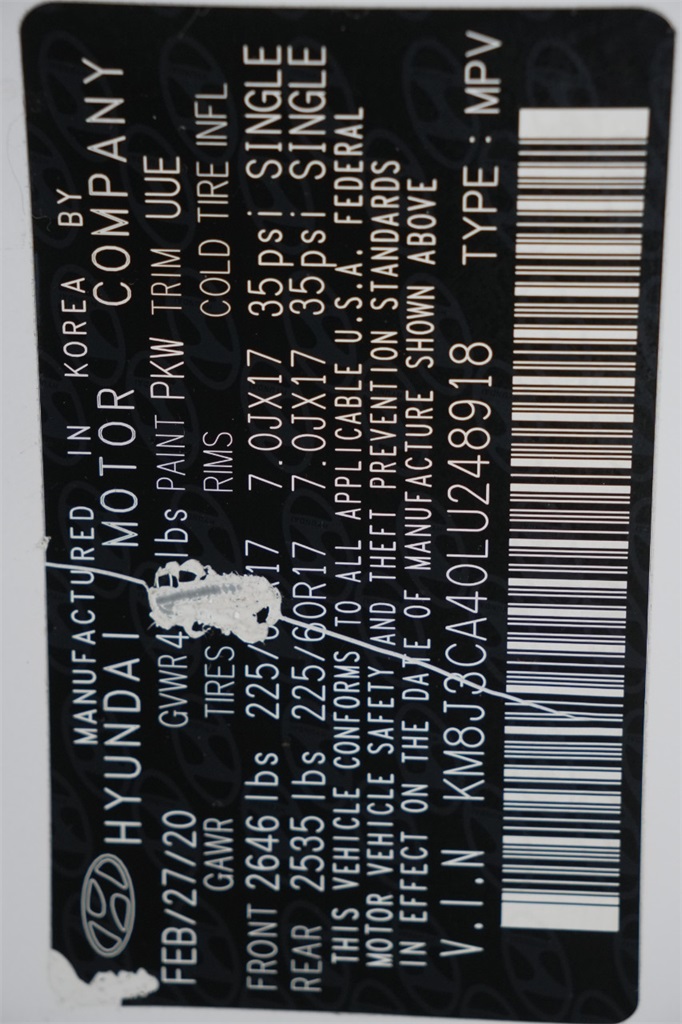 MANUFACTURED IN KOREA BY
HYUNDAI MOTOR COMPANY
FEB/27/20 GVWR 4 lbs PAINT PKW TRIM UUE
GAWR TIRES RIMS COLD TIRE INFL
FRONT 2646 lbs 225/ R17 7.0JX17 35psi SINGLE
REAR 2535 lbs 225/60R17 7.0JX17 35psi SINGLE
THIS VEHICLE CONFORMS TO ALL APPLICABLE U.S.A. FEDERAL
MOTOR VEHICLE SAFETY AND THEFT PREVENTION STANDARDS
IN EFFECT ON THE DATE OF MANUFACTURE SHOWN ABOVE
V.I.N KM8J3CA40LU248918 TYPE : MPV